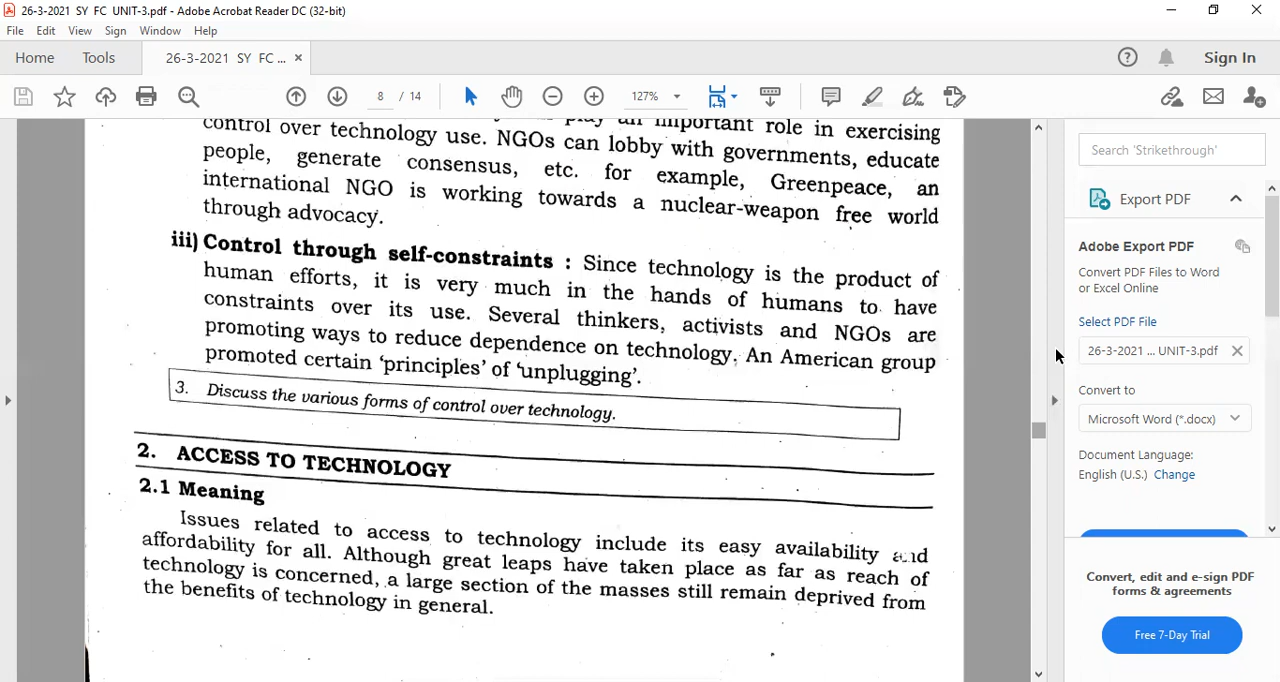 26-3-2021 SY FC UNIT-3.pdf - Adobe Acrobat Reader DC (32-bit)
File Edit View Sign Window Help
Home Tools 26-3-2021 SY FC ... × Sign In
8 / 14 127%
play an important role in exercising
control over technology use. NGOs can lobby with governments, educate
people, generate consensus, etc. for example, Greenpeace, an
international NGO is working towards a nuclear-weapon free world
through advocacy.
iii) Control through self-constraints : Since technology is the product of
human efforts, it is very much in the hands of humans to have
constraints over its use. Several thinkers, activists and NGOs are
promoting ways to reduce dependence on technology. An American group
promoted certain 'principles' of 'unplugging'.
3. Discuss the various forms of control over technology.
2. ACCESS TO TECHNOLOGY
2.1 Meaning
Issues related to access to technology include its easy availability and
affordability for all. Although great leaps have taken place as far as reach of
technology is concerned, a large section of the masses still remain deprived from
the benefits of technology in general.
Search 'Strikethrough'
Export PDF
Adobe Export PDF
Convert PDF Files to Word
or Excel Online
Select PDF File
26-3-2021 ... UNIT-3.pdf
Convert to
Microsoft Word (*.docx)
Document Language:
English (U.S.) Change
Convert, edit and e-sign PDF
forms & agreements
Free 7-Day Trial